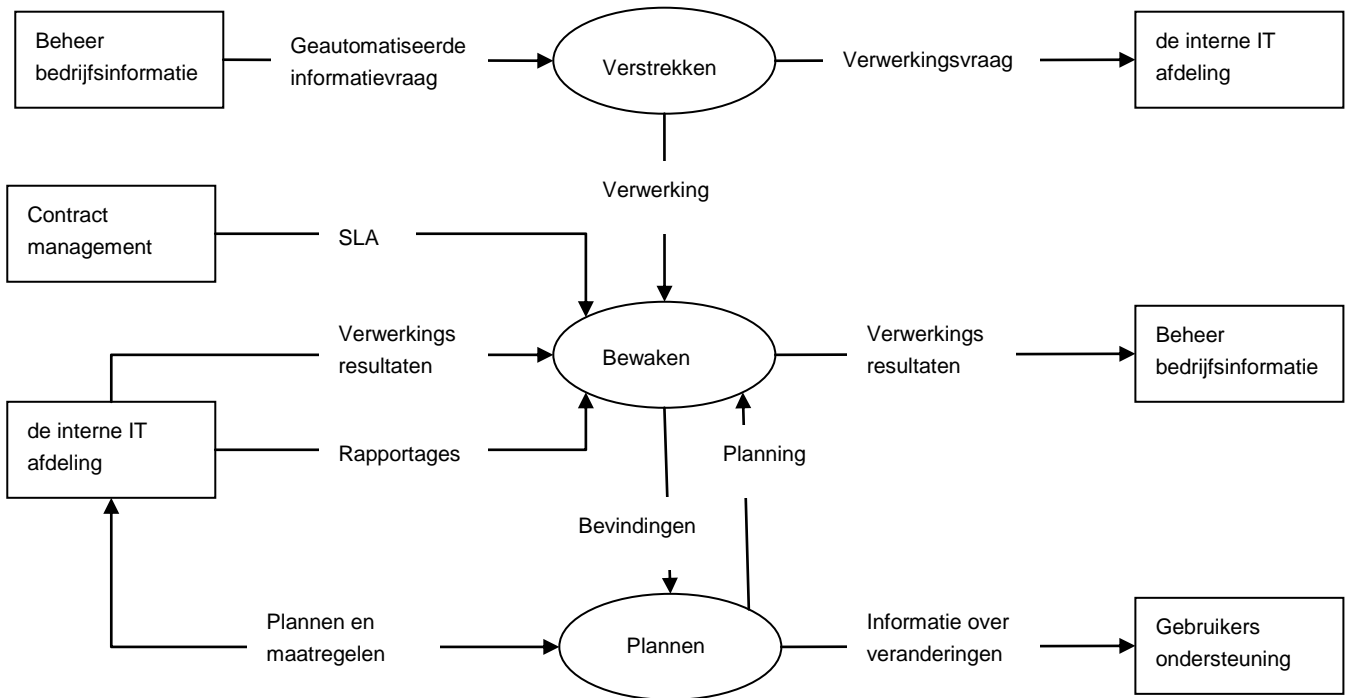 Beheer
bedrijfsinformatie
Geautomatiseerde
informatievraag
Verstrekken
Verwerkingsvraag
de interne IT
afdeling
Verwerking
Contract
management
SLA
Verwerkings
resultaten
Bewaken
Verwerkings
resultaten
Beheer
bedrijfsinformatie
de interne IT
afdeling
Rapportages
Planning
Bevindingen
Plannen en
maatregelen
Plannen
Informatie over
veranderingen
Gebruikers
ondersteuning